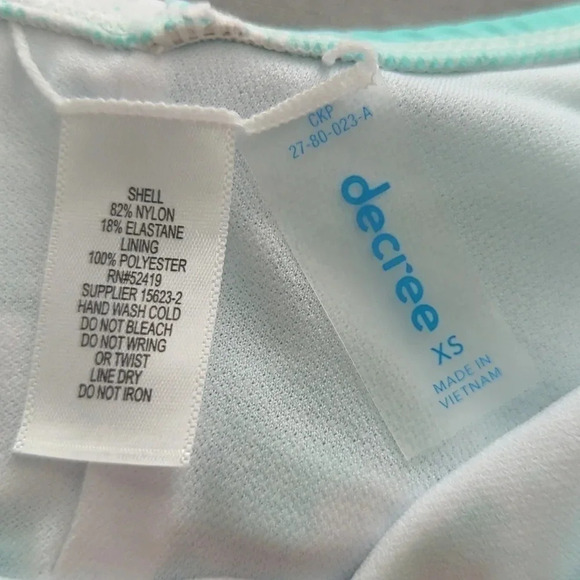 SHELL
82% NYLON
18% ELASTANE
LINING
100% POLYESTER
RN#52419
SUPPLIER 15623-2
HAND WASH COLD
DO NOT BLEACH
DO NOT WRING
OR TWIST
LINE DRY
DO NOT IRON
CKP
27-80-023-A
decree
XS
MADE IN
VIETNAM